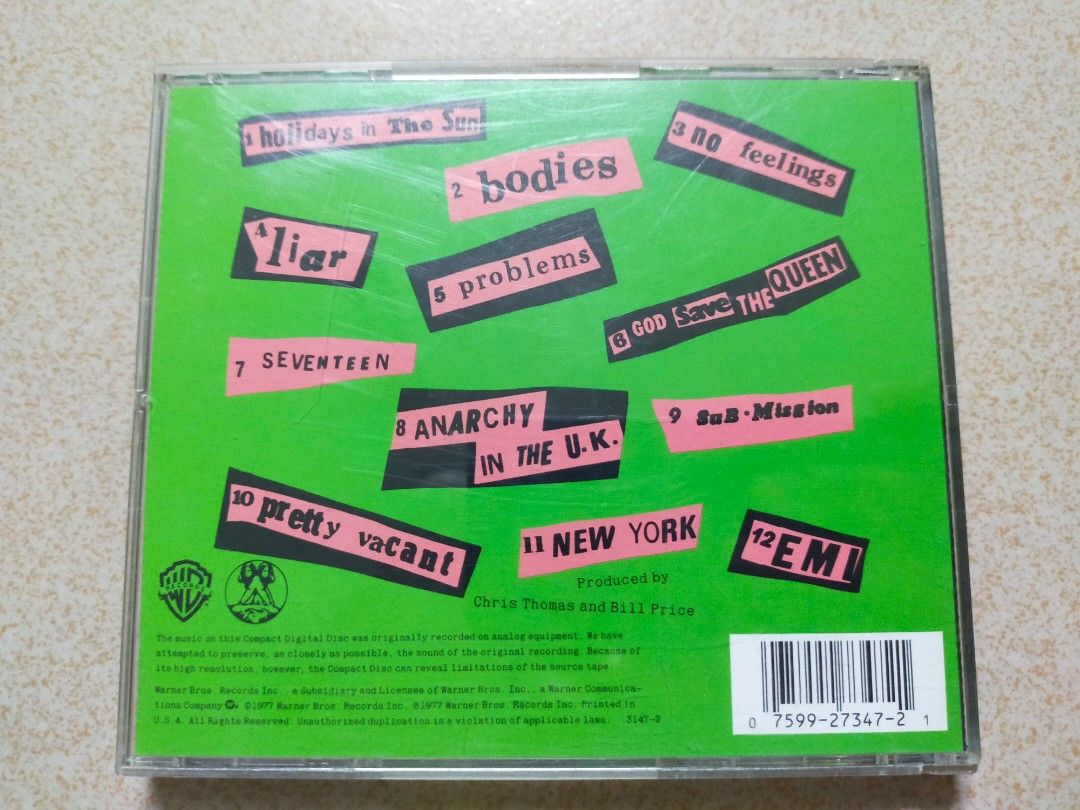 1 holidays in The Sun
2 bodies
3 no feelings
4 liar
5 problems
6 GOD Save THE QUEEN
7 SEVENTEEN
8 ANARCHY
IN THE U.K.
9 SuB·Mission
10 pretty vacant
11 NEW YORK
12 EMI
Produced by
Chris Thomas and Bill Price
RECORDS
The music on this Compact Digital Disc was originally recorded on analog equipment. We have
attempted to preserve, as closely as possible, the sound of the original recording. Because of
its high resolution, however, the Compact Disc can reveal limitations of the source tape.
Warner Bros. Records Inc., a Subsidiary and Licensee of Warner Bros. Inc., a Warner Communica-
tions Company ©1977 Warner Bros. Records Inc. ℗1977 Warner Bros. Records Inc. Printed in
U.S.A. All Rights Reserved. Unauthorized duplication is a violation of applicable laws. 3147-2
0 7599-27347-2 1